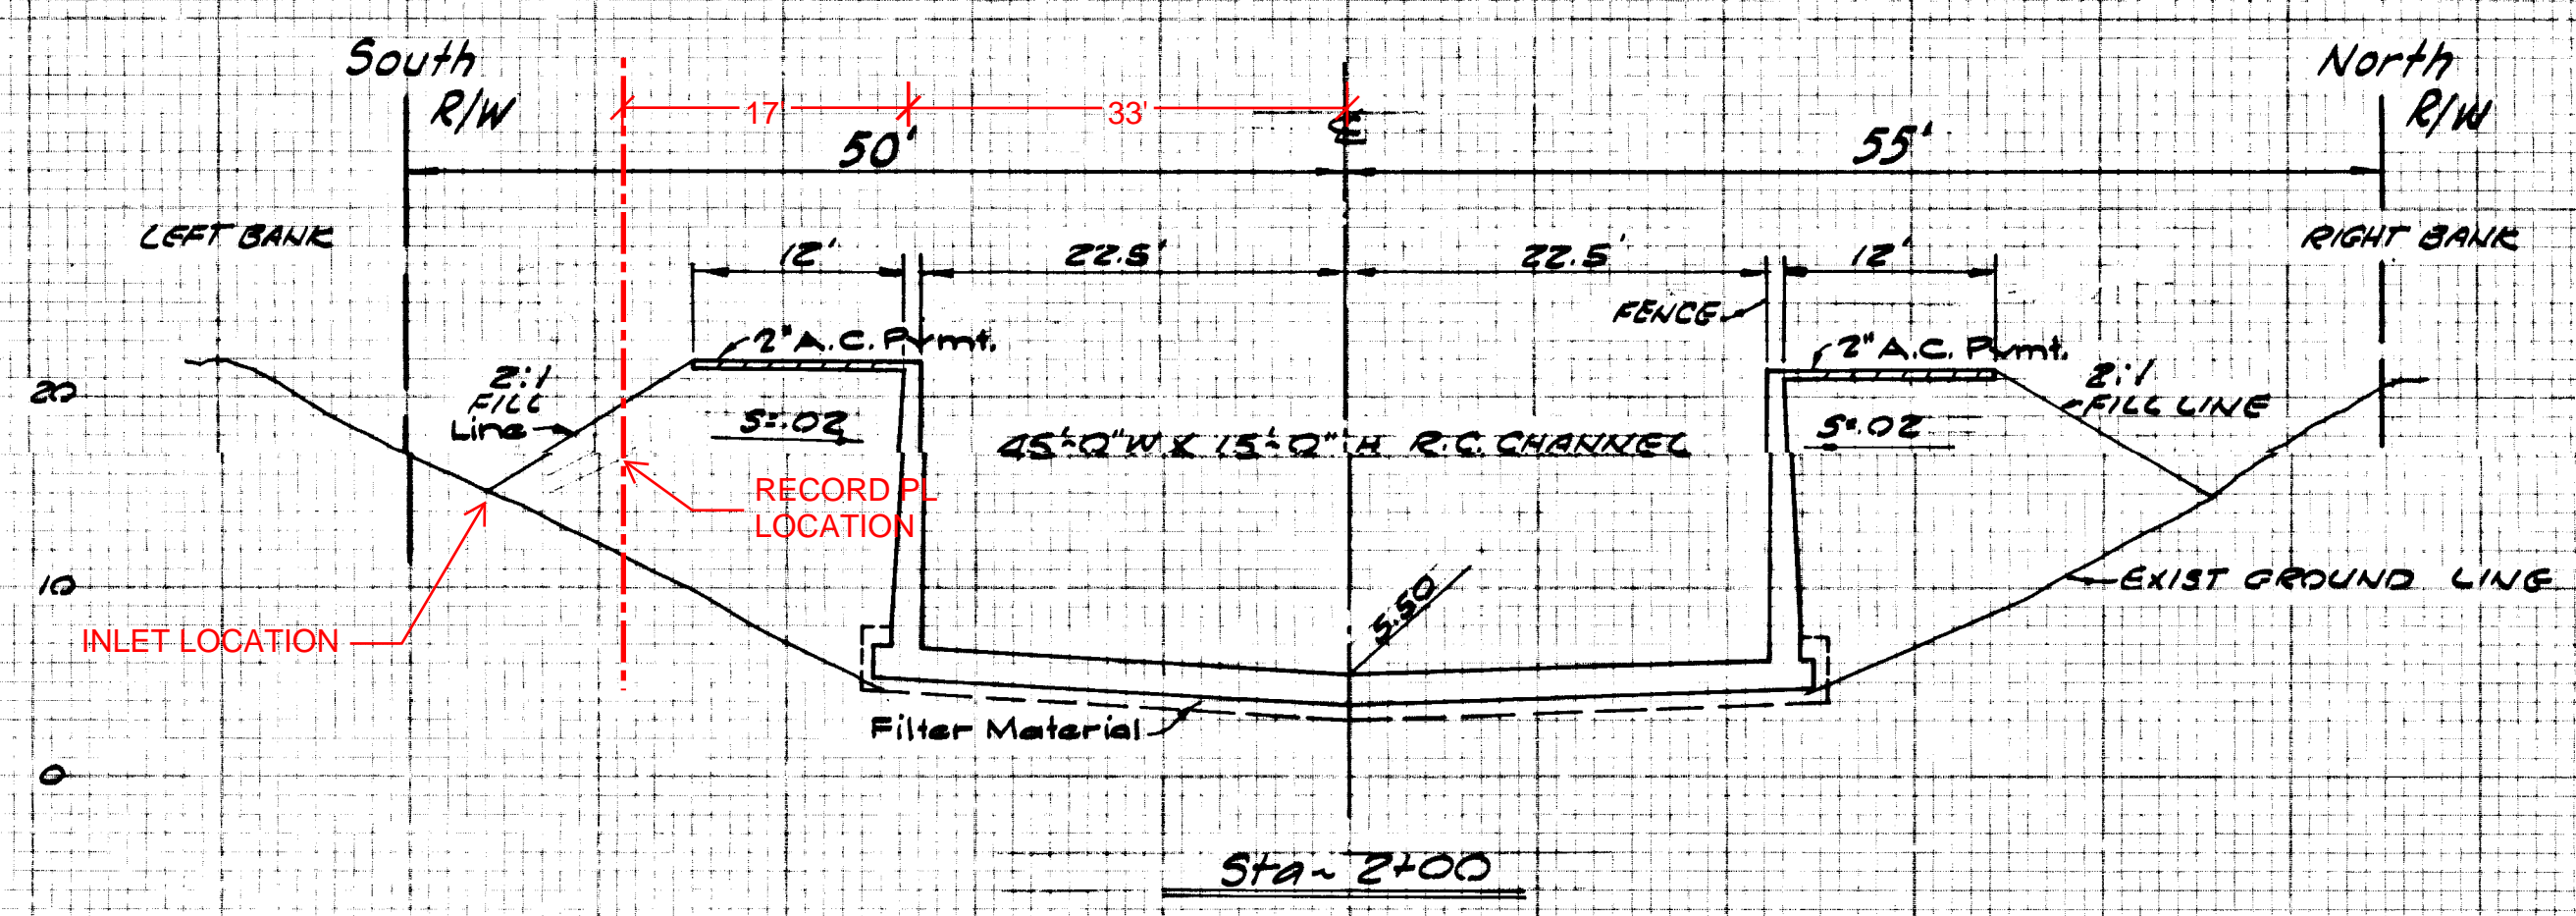 South
R/W
North
R/W
17'
33'
℄
50'
55'
LEFT BANK
RIGHT BANK
12'
22.5'
22.5'
12'
FENCE
2" A.C. Pvmt.
2" A.C. Pvmt.
2:1
FILL
Line
2:1
FILL LINE
20
S=.02
S=.02
45'-0" W X 15'-0" H R.C. CHANNEL
RECORD PL
LOCATION
10
5.50
EXIST GROUND LINE
INLET LOCATION
Filter Material
0
Sta~ 2+00